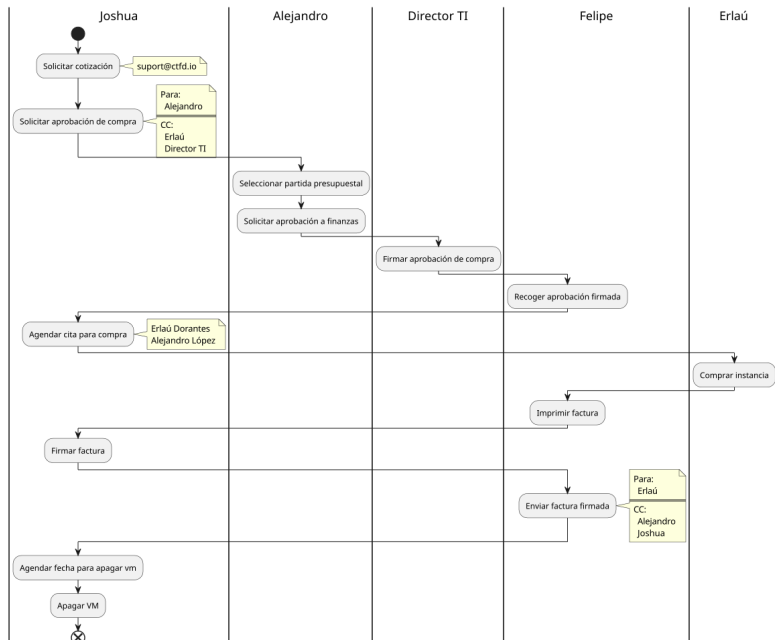 Joshua
Alejandro
Director TI
Felipe
Erlaú
Solicitar cotización
suport@ctfd.io
Solicitar aprobación de compra
Para:
Alejandro
CC:
Erlaú
Director TI
Seleccionar partida presupuestal
Solicitar aprobación a finanzas
Firmar aprobación de compra
Recoger aprobación firmada
Agendar cita para compra
Erlaú Dorantes
Alejandro López
Comprar instancia
Imprimir factura
Firmar factura
Enviar factura firmada
Para:
Erlaú
CC:
Alejandro
Joshua
Agendar fecha para apagar vm
Apagar VM